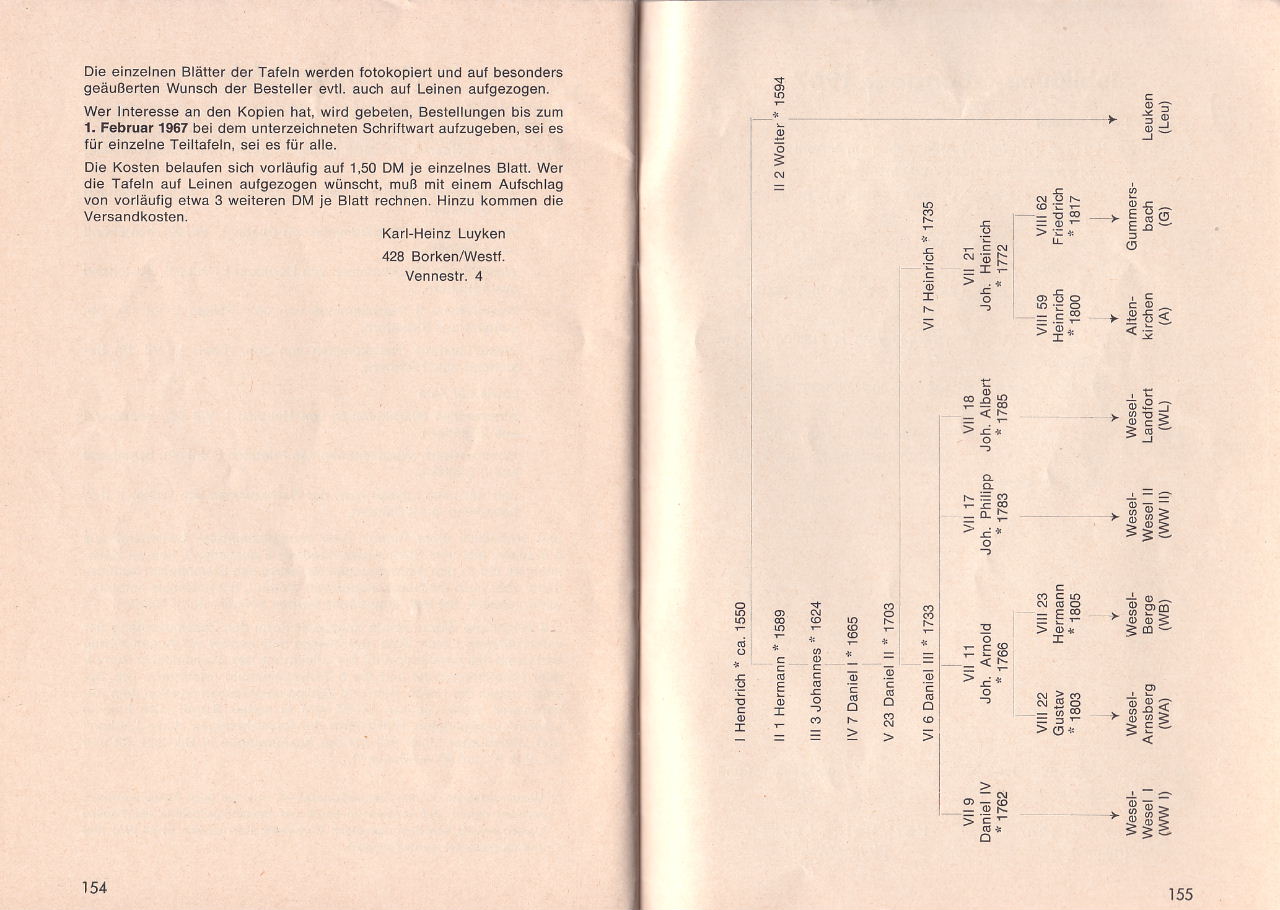 Die einzelnen Blätter der Tafeln werden fotokopiert und auf besonders
geäußerten Wunsch der Besteller evtl. auch auf Leinen aufgezogen.
Wer Interesse an den Kopien hat, wird gebeten, Bestellungen bis zum
1. Februar 1967 bei dem unterzeichneten Schriftwart aufzugeben, sei es
für einzelne Teiltafeln, sei es für alle.
Die Kosten belaufen sich vorläufig auf 1,50 DM je einzelnes Blatt. Wer
die Tafeln auf Leinen aufgezogen wünscht, muß mit einem Aufschlag
von vorläufig etwa 3 weiteren DM je Blatt rechnen. Hinzu kommen die
Versandkosten.
Karl-Heinz Luyken
428 Borken/Westf.
Vennestr. 4
154
I Hendrich * ca. 1550
II 1 Hermann * 1589
II 2 Wolter * 1594
III 3 Johannes * 1624
IV 7 Daniel I * 1665
V 23 Daniel II * 1703
VI 6 Daniel III * 1733
VI 7 Heinrich * 1735
VII 9
Daniel IV
* 1762
VII 11
Joh. Arnold
* 1766
VII 17
Joh. Philipp
* 1783
VII 18
Joh. Albert
* 1785
VII 21
Joh. Heinrich
* 1772
VIII 22
Gustav
* 1803
VIII 23
Hermann
* 1805
VIII 59
Heinrich
* 1800
VIII 62
Friedrich
* 1817
Wesel-
Wesel I
(WW I)
Wesel-
Arnsberg
(WA)
Wesel-
Berge
(WB)
Wesel-
Wesel II
(WW II)
Wesel-
Landfort
(WL)
Alten-
kirchen
(A)
Gummers-
bach
(G)
Leuken
(Leu)
155